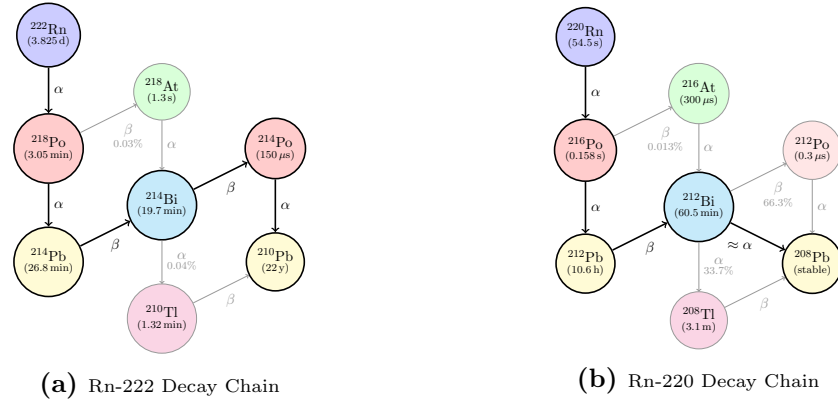 ²²²Rn
(3.825 d)
α
²¹⁸At
(1.3 s)
β
0.03%
²¹⁸Po
(3.05 min)
α
²¹⁴Po
(150 μs)
α
²¹⁴Bi
(19.7 min)
β
β
²¹⁴Pb
(26.8 min)
α
α
0.04%
²¹⁰Pb
(22 y)
²¹⁰Tl
(1.32 min)
β
(a) Rn-222 Decay Chain
²²⁰Rn
(54.5 s)
α
²¹⁶At
(300 μs)
β
0.013%
²¹⁶Po
(0.158 s)
α
²¹²Po
(0.3 μs)
α
²¹²Bi
(60.5 min)
β
66.3%
α
β
≈ α
²¹²Pb
(10.6 h)
α
33.7%
²⁰⁸Pb
(stable)
²⁰⁸Tl
(3.1 m)
β
(b) Rn-220 Decay Chain